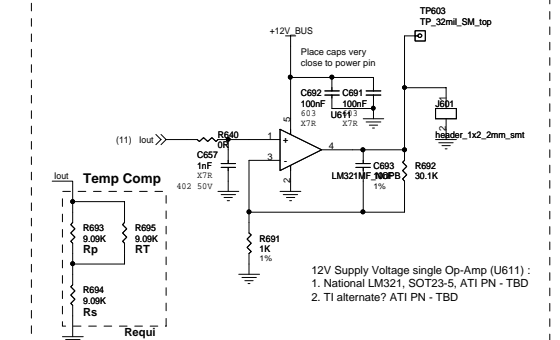 TP603
TP_32mil_SM_top
+12V_BUS
Place caps very
close to power pin
C692
100nF
603
X7R
C691
100nF
603
X7R
U611
5
J601
1
2
header_1x2_2mm_smt
(11)
Iout
R640
0R
1
+
3
-
4
2
C657
1nF
X7R
402 50V
C693
LM321MF_NOPB
1%
R692
30.1K
Iout
Temp Comp
R693
9.09K
Rp
R695
9.09K
RT
R694
9.09K
Rs
Requi
R691
1K
1%
12V Supply Voltage single Op-Amp (U611) :
1. National LM321, SOT23-5, ATI PN - TBD
2. TI alternate? ATI PN - TBD